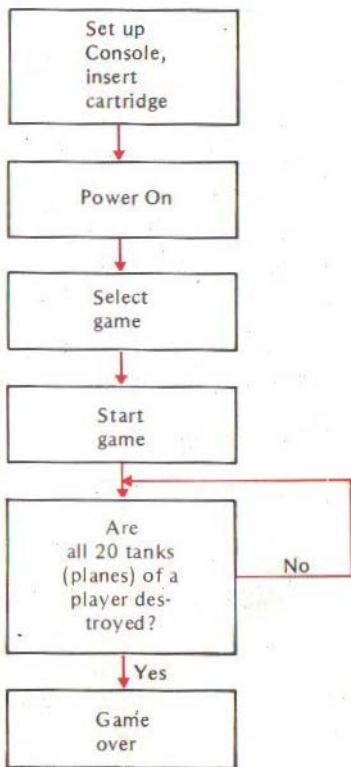 Set up
Console,
insert
cartridge
Power On
Select
game
Start
game
Are
all 20 tanks
(planes) of a
player des-
troyed?
No
Yes
Game
over